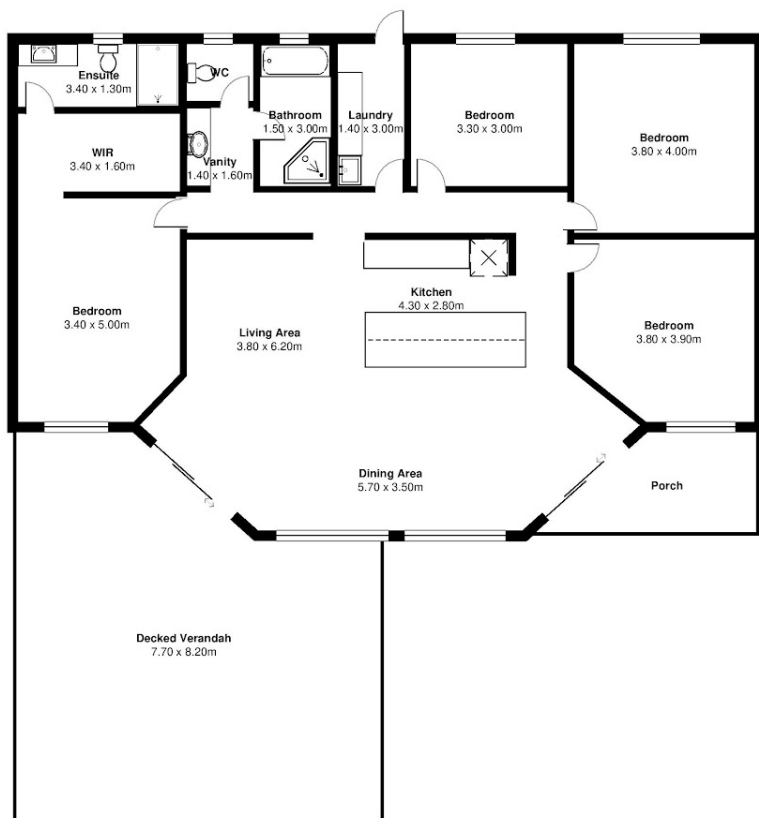 Ensuite
3.40 x 1.30m
WC
Bathroom
1.50 x 3.00m
Laundry
1.40 x 3.00m
Bedroom
3.30 x 3.00m
Bedroom
3.80 x 4.00m
WIR
3.40 x 1.60m
Vanity
1.40 x 1.60m
Bedroom
3.40 x 5.00m
Living Area
3.80 x 6.20m
Kitchen
4.30 x 2.80m
Bedroom
3.80 x 3.90m
Dining Area
5.70 x 3.50m
Porch
Decked Verandah
7.70 x 8.20m